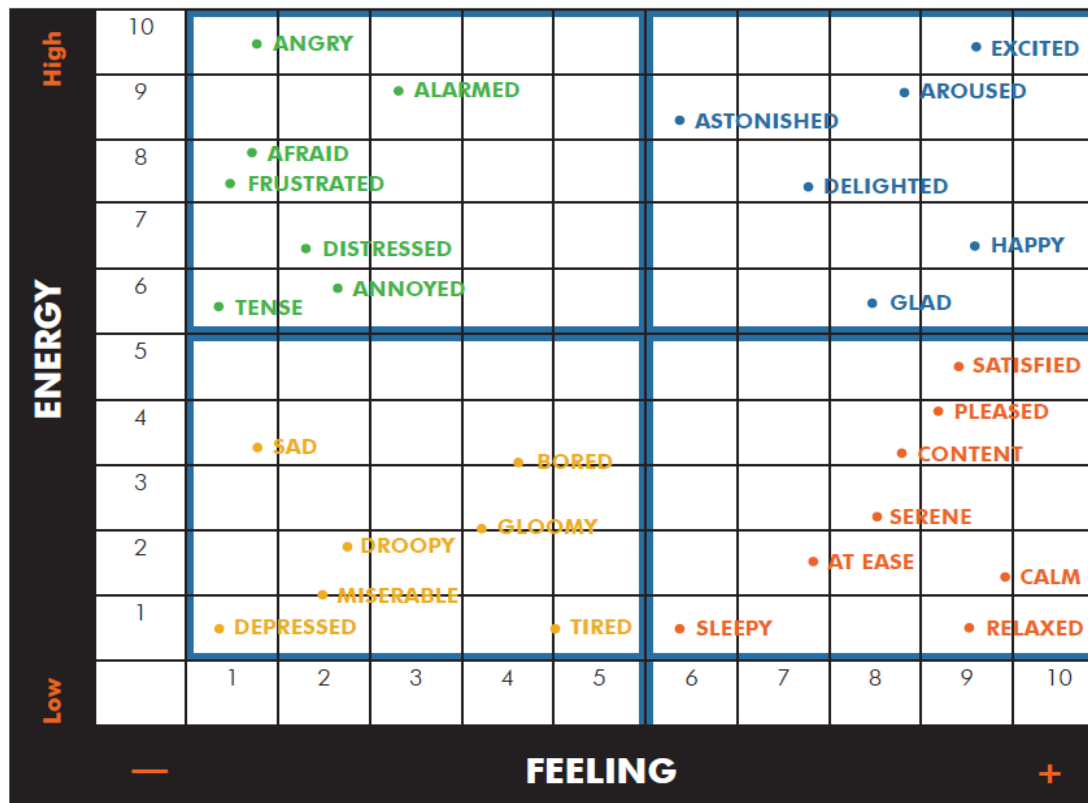 High
10
ANGRY
EXCITED
9
ALARMED
AROUSED
ASTONISHED
8
AFRAID
FRUSTRATED
DELIGHTED
7
DISTRESSED
HAPPY
ENERGY
6
ANNOYED
TENSE
GLAD
5
SATISFIED
4
PLEASED
SAD
BORED
CONTENT
3
SERENE
GLOOMY
2
DROOPY
AT EASE
CALM
MISERABLE
1
DEPRESSED
TIRED
SLEEPY
RELAXED
Low
1 2 3 4 5 6 7 8 9 10
— FEELING +